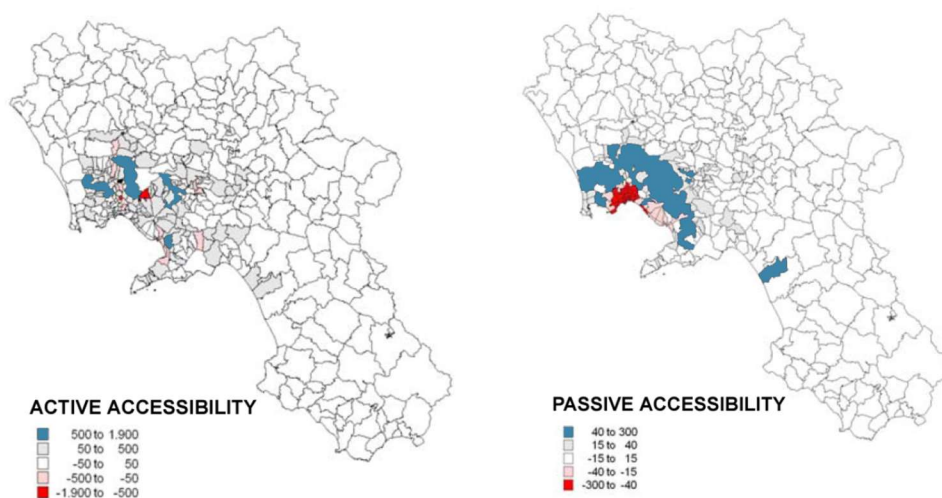 ACTIVE ACCESSIBILITY
500 to 1.900
50 to 500
-50 to 50
-500 to -50
-1.900 to -500
PASSIVE ACCESSIBILITY
40 to 300
15 to 40
-15 to 15
-40 to -15
-300 to -40